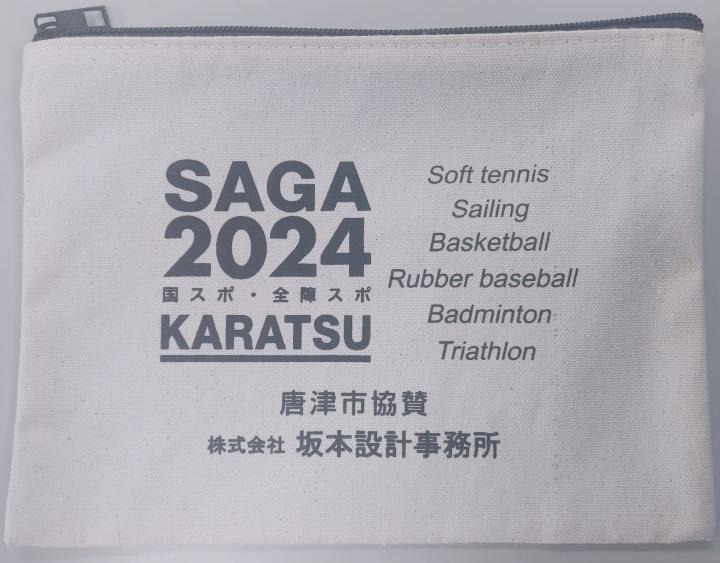 SAGA
2024
国スポ・全障スポ
KARATSU
Soft tennis
Sailing
Basketball
Rubber baseball
Badminton
Triathlon
唐津市協賛
株式会社 坂本設計事務所